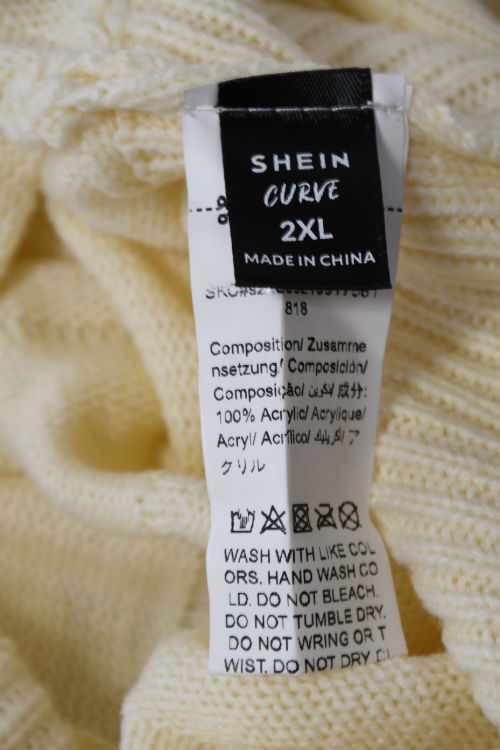 SHEIN
CURVE
2XL
MADE IN CHINA
818
Composition/ Zusamme
nsetzung/ Composición/
Composição/ تكوين/ 成分:
100% Acrylic/ Acrylique/
Acryl/ Acrílico/ اكريليك/ ア
クリル
WASH WITH LIKE COL
ORS. HAND WASH CO
LD. DO NOT BLEACH.
DO NOT TUMBLE DRY.
DO NOT WRING OR T
WIST. DO NOT DRY CL